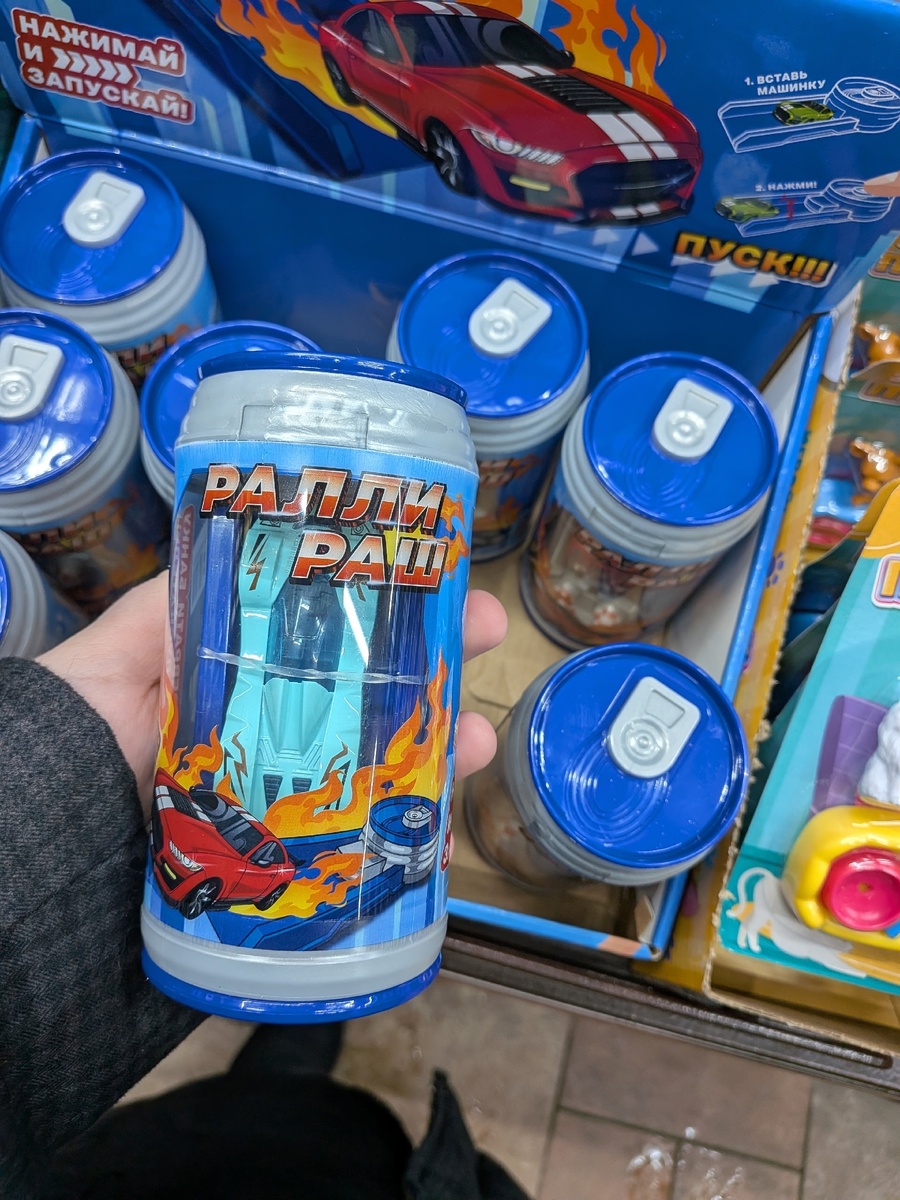 НАЖИМАЙ
И
ЗАПУСКАЙ!
1. ВСТАВЬ
МАШИНКУ
2. НАЖМИ!
ПУСК!!!
РАЛЛИ
РАШ